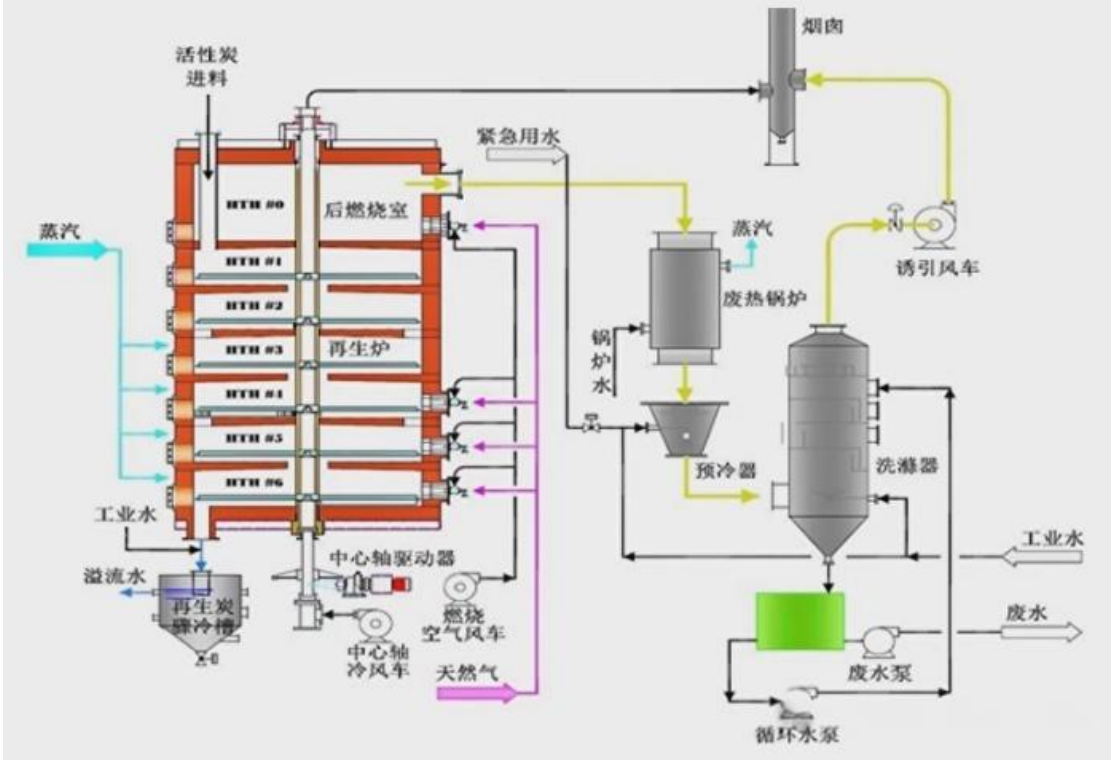 烟囱
活性炭
进料
紧急用水
HTH #0
后燃烧室
蒸汽
蒸汽
诱引风车
HTH #1
废热锅炉
HTH #2
锅炉水
HTH #3
再生炉
HTH #4
HTH #5
预冷器
洗滌器
HTH #6
工业水
工业水
中心轴驱动器
溢流水
再生炭
骤冷槽
燃烧
空气风车
废水
中心轴
冷风车
天然气
废水泵
循环水泵